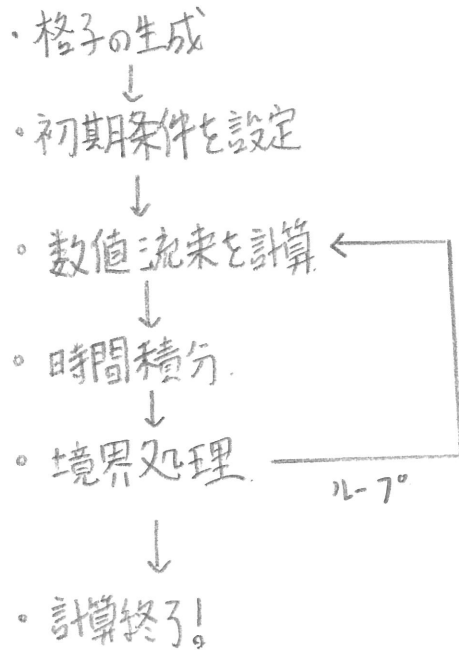 ・格子の生成
↓
・初期条件を設定
↓
・数値流束を計算
↓
・時間積分.
↓
・境界処理.
ループ
↓
・計算終了!